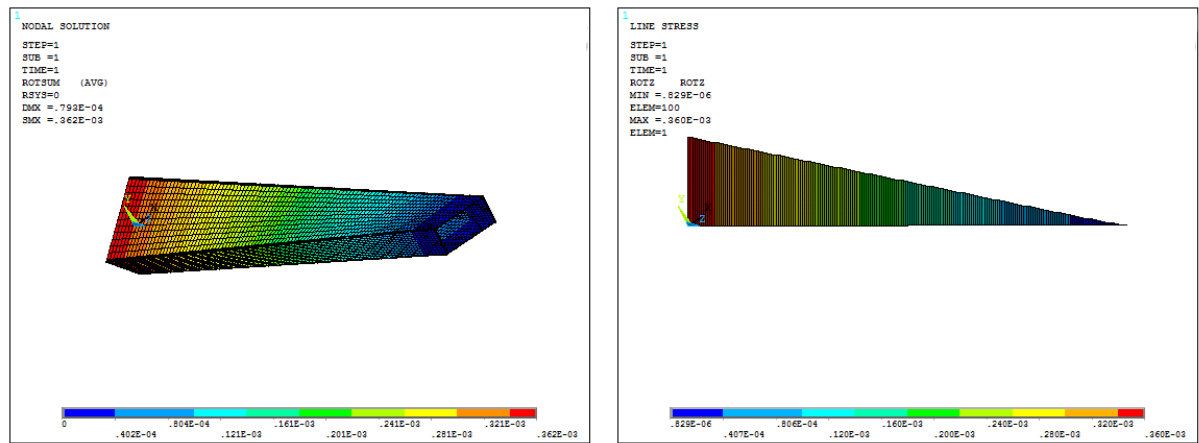 1
NODAL SOLUTION
STEP=1
SUB =1
TIME=1
ROTSUM (AVG)
RSYS=0
DMX =.793E-04
SMX =.362E-03
Y
X
0 .804E-04 .161E-03 .241E-03 .321E-03
.402E-04 .121E-03 .201E-03 .281E-03 .362E-03
1
LINE STRESS
STEP=1
SUB =1
TIME=1
ROTZ ROTZ
MIN =.829E-06
ELEM=100
MAX =.360E-03
ELEM=1
Y
X
Z
.829E-06 .806E-04 .160E-03 .240E-03 .320E-03
.407E-04 .120E-03 .200E-03 .280E-03 .360E-03